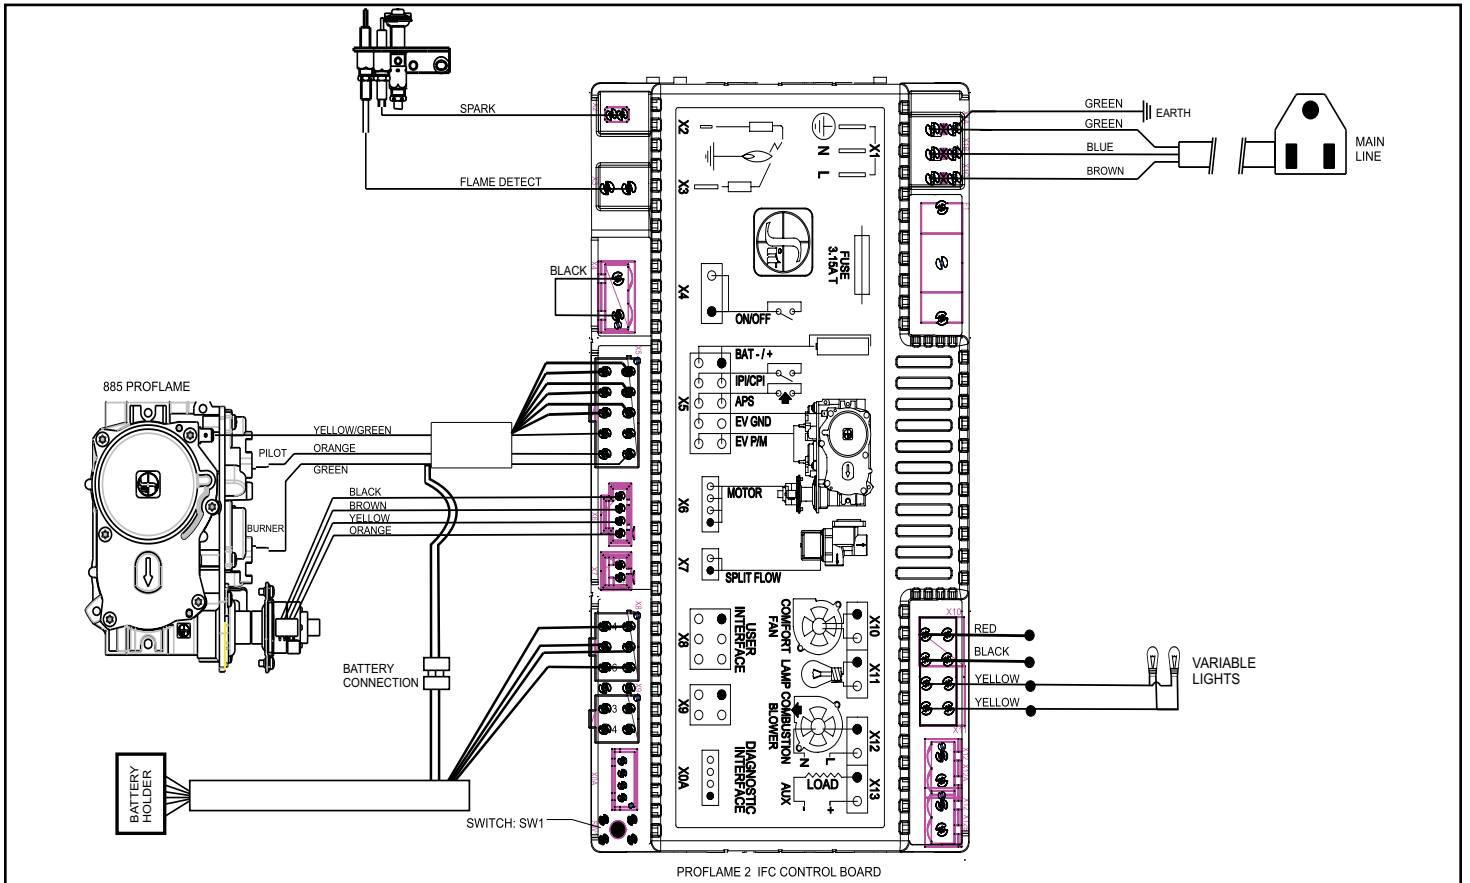 SPARK
FLAME DETECT
BLACK
885 PROFLAME
YELLOW/GREEN
PILOT
ORANGE
GREEN
BLACK
BROWN
YELLOW
ORANGE
BURNER
BATTERY
CONNECTION
BATTERY
HOLDER
SWITCH: SW1
X2
X3
X4
ON/OFF
X5
BAT - / +
IPI/CPI
APS
EV GND
EV P/M
X6
MOTOR
X7
SPLIT FLOW
X8
USER
INTERFACE
X9
X0A
DIAGNOSTIC
INTERFACE
X1
N
L
FUSE
3.15A T
COMFORT
FAN
X10
LAMP
X11
COMBUSTION
BLOWER
X12
N
L
LOAD
X13
AUX
-
+
GREEN
EARTH
GREEN
BLUE
BROWN
MAIN
LINE
X10
RED
BLACK
YELLOW
YELLOW
VARIABLE
LIGHTS
PROFLAME 2 IFC CONTROL BOARD